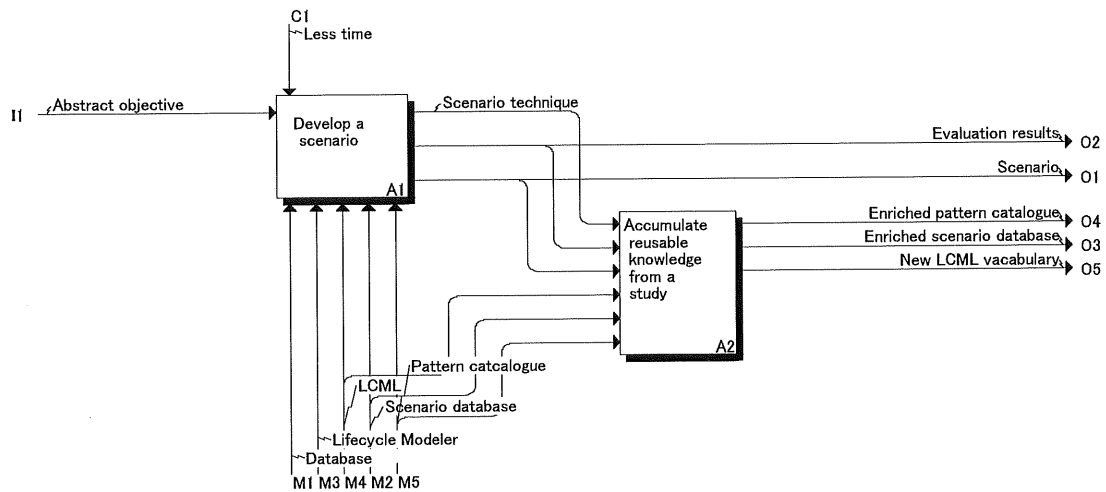 C1
Less time
I1
Abstract objective
Develop a
scenario
A1
Scenario technique
Evaluation results
O2
Scenario
O1
Accumulate
reusable
knowledge
from a
study
A2
Enriched pattern catalogue
O4
Enriched scenario database
O3
New LCML vacabulary
O5
Pattern catcalogue
LCML
Scenario database
Lifecycle Modeler
Database
M1 M3 M4 M2 M5